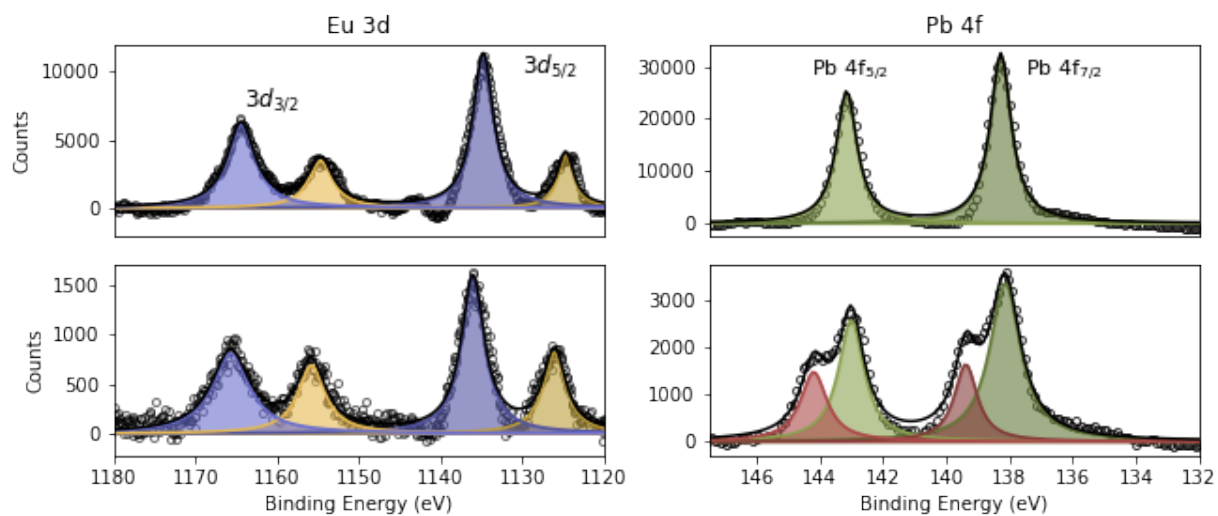 Eu 3d
Pb 4f
Counts
10000
5000
0
3d3/2
3d5/2
30000
20000
10000
0
Pb 4f5/2
Pb 4f7/2
Counts
1500
1000
500
0
3000
2000
1000
0
1180 1170 1160 1150 1140 1130 1120
146 144 142 140 138 136 134 132
Binding Energy (eV)
Binding Energy (eV)